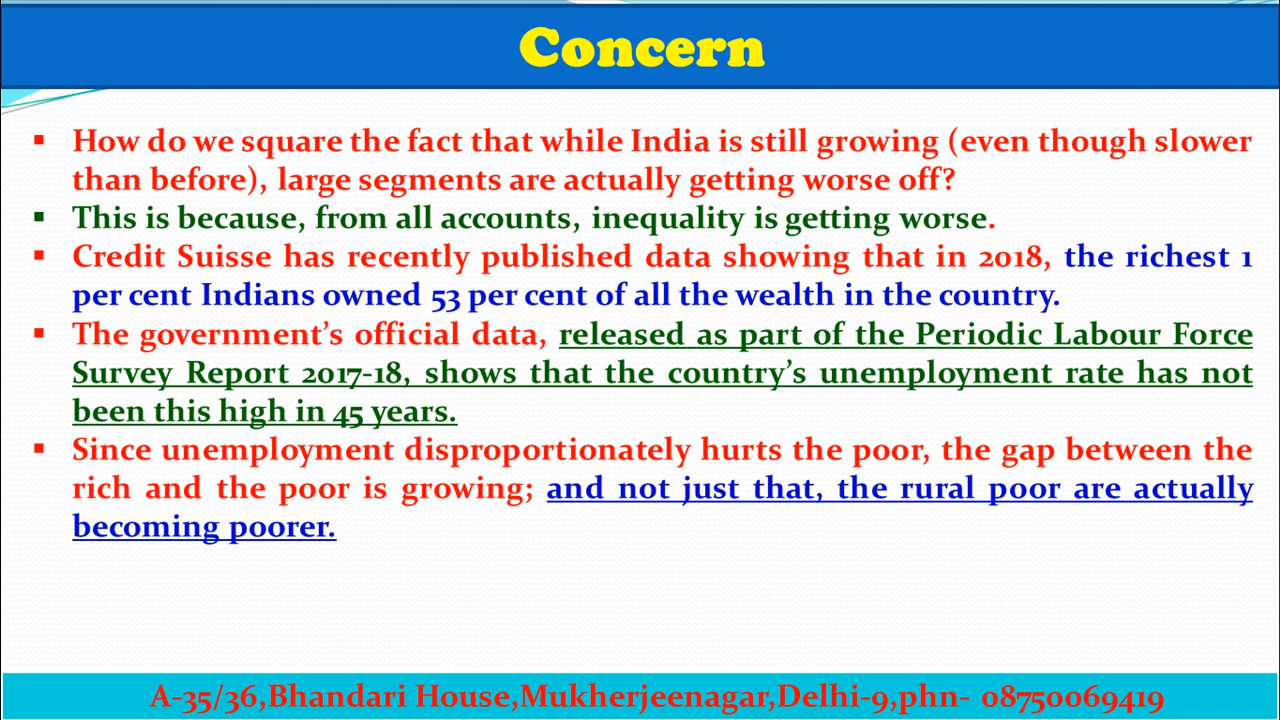 Concern
▪ How do we square the fact that while India is still growing (even though slower
than before), large segments are actually getting worse off?
▪ This is because, from all accounts, inequality is getting worse.
▪ Credit Suisse has recently published data showing that in 2018, the richest 1
per cent Indians owned 53 per cent of all the wealth in the country.
▪ The government’s official data, released as part of the Periodic Labour Force
Survey Report 2017-18, shows that the country’s unemployment rate has not
been this high in 45 years.
▪ Since unemployment disproportionately hurts the poor, the gap between the
rich and the poor is growing; and not just that, the rural poor are actually
becoming poorer.
A-35/36,Bhandari House,Mukherjeenagar,Delhi-9,phn- 08750069419